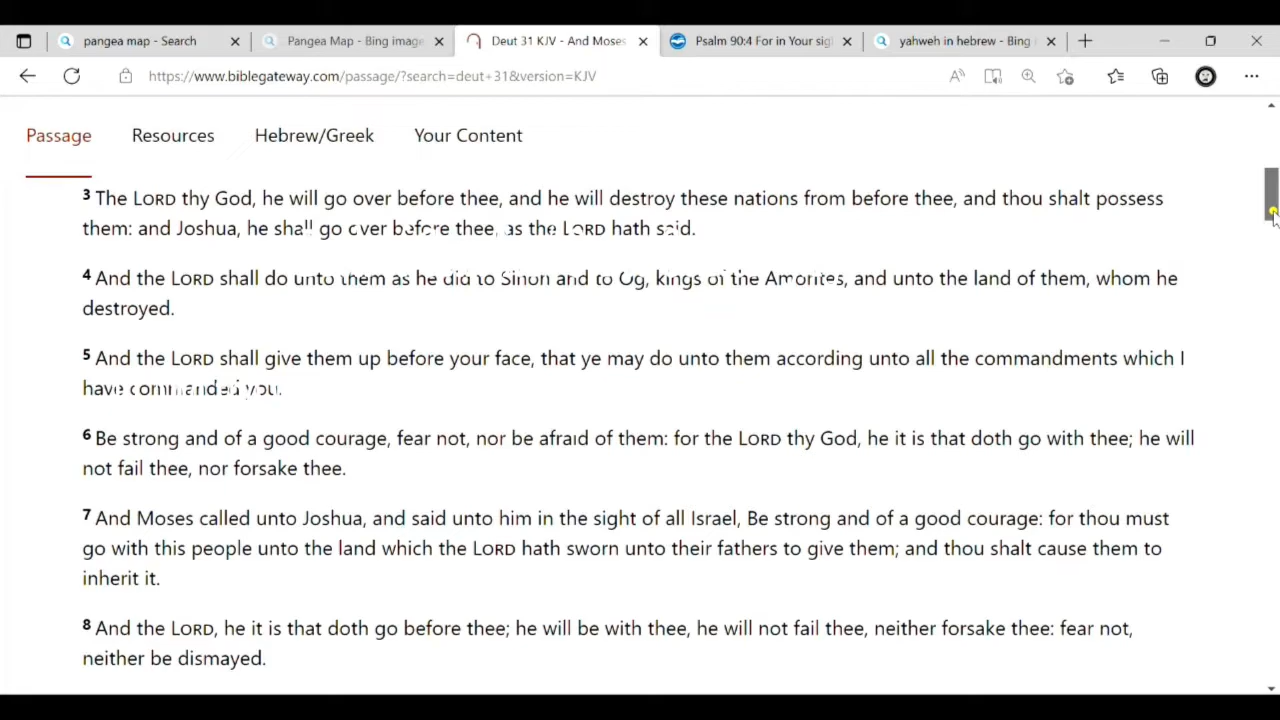 pangea map - Search
Pangea Map - Bing image
Deut 31 KJV - And Moses
Psalm 90:4 For in Your sig
yahweh in hebrew - Bing
https://www.biblegateway.com/passage/?search=deut+31&version=KJV
Passage Resources Hebrew/Greek Your Content
3 The LORD thy God, he will go over before thee, and he will destroy these nations from before thee, and thou shalt possess
them: and Joshua, he shall go over before thee, as the LORD hath said.
4 And the LORD shall do unto them as he did to Sihon and to Og, kings of the Amorites, and unto the land of them, whom he
destroyed.
5 And the LORD shall give them up before your face, that ye may do unto them according unto all the commandments which I
have commanded you.
6 Be strong and of a good courage, fear not, nor be afraid of them: for the LORD thy God, he it is that doth go with thee; he will
not fail thee, nor forsake thee.
7 And Moses called unto Joshua, and said unto him in the sight of all Israel, Be strong and of a good courage: for thou must
go with this people unto the land which the LORD hath sworn unto their fathers to give them; and thou shalt cause them to
inherit it.
8 And the LORD, he it is that doth go before thee; he will be with thee, he will not fail thee, neither forsake thee: fear not,
neither be dismayed.